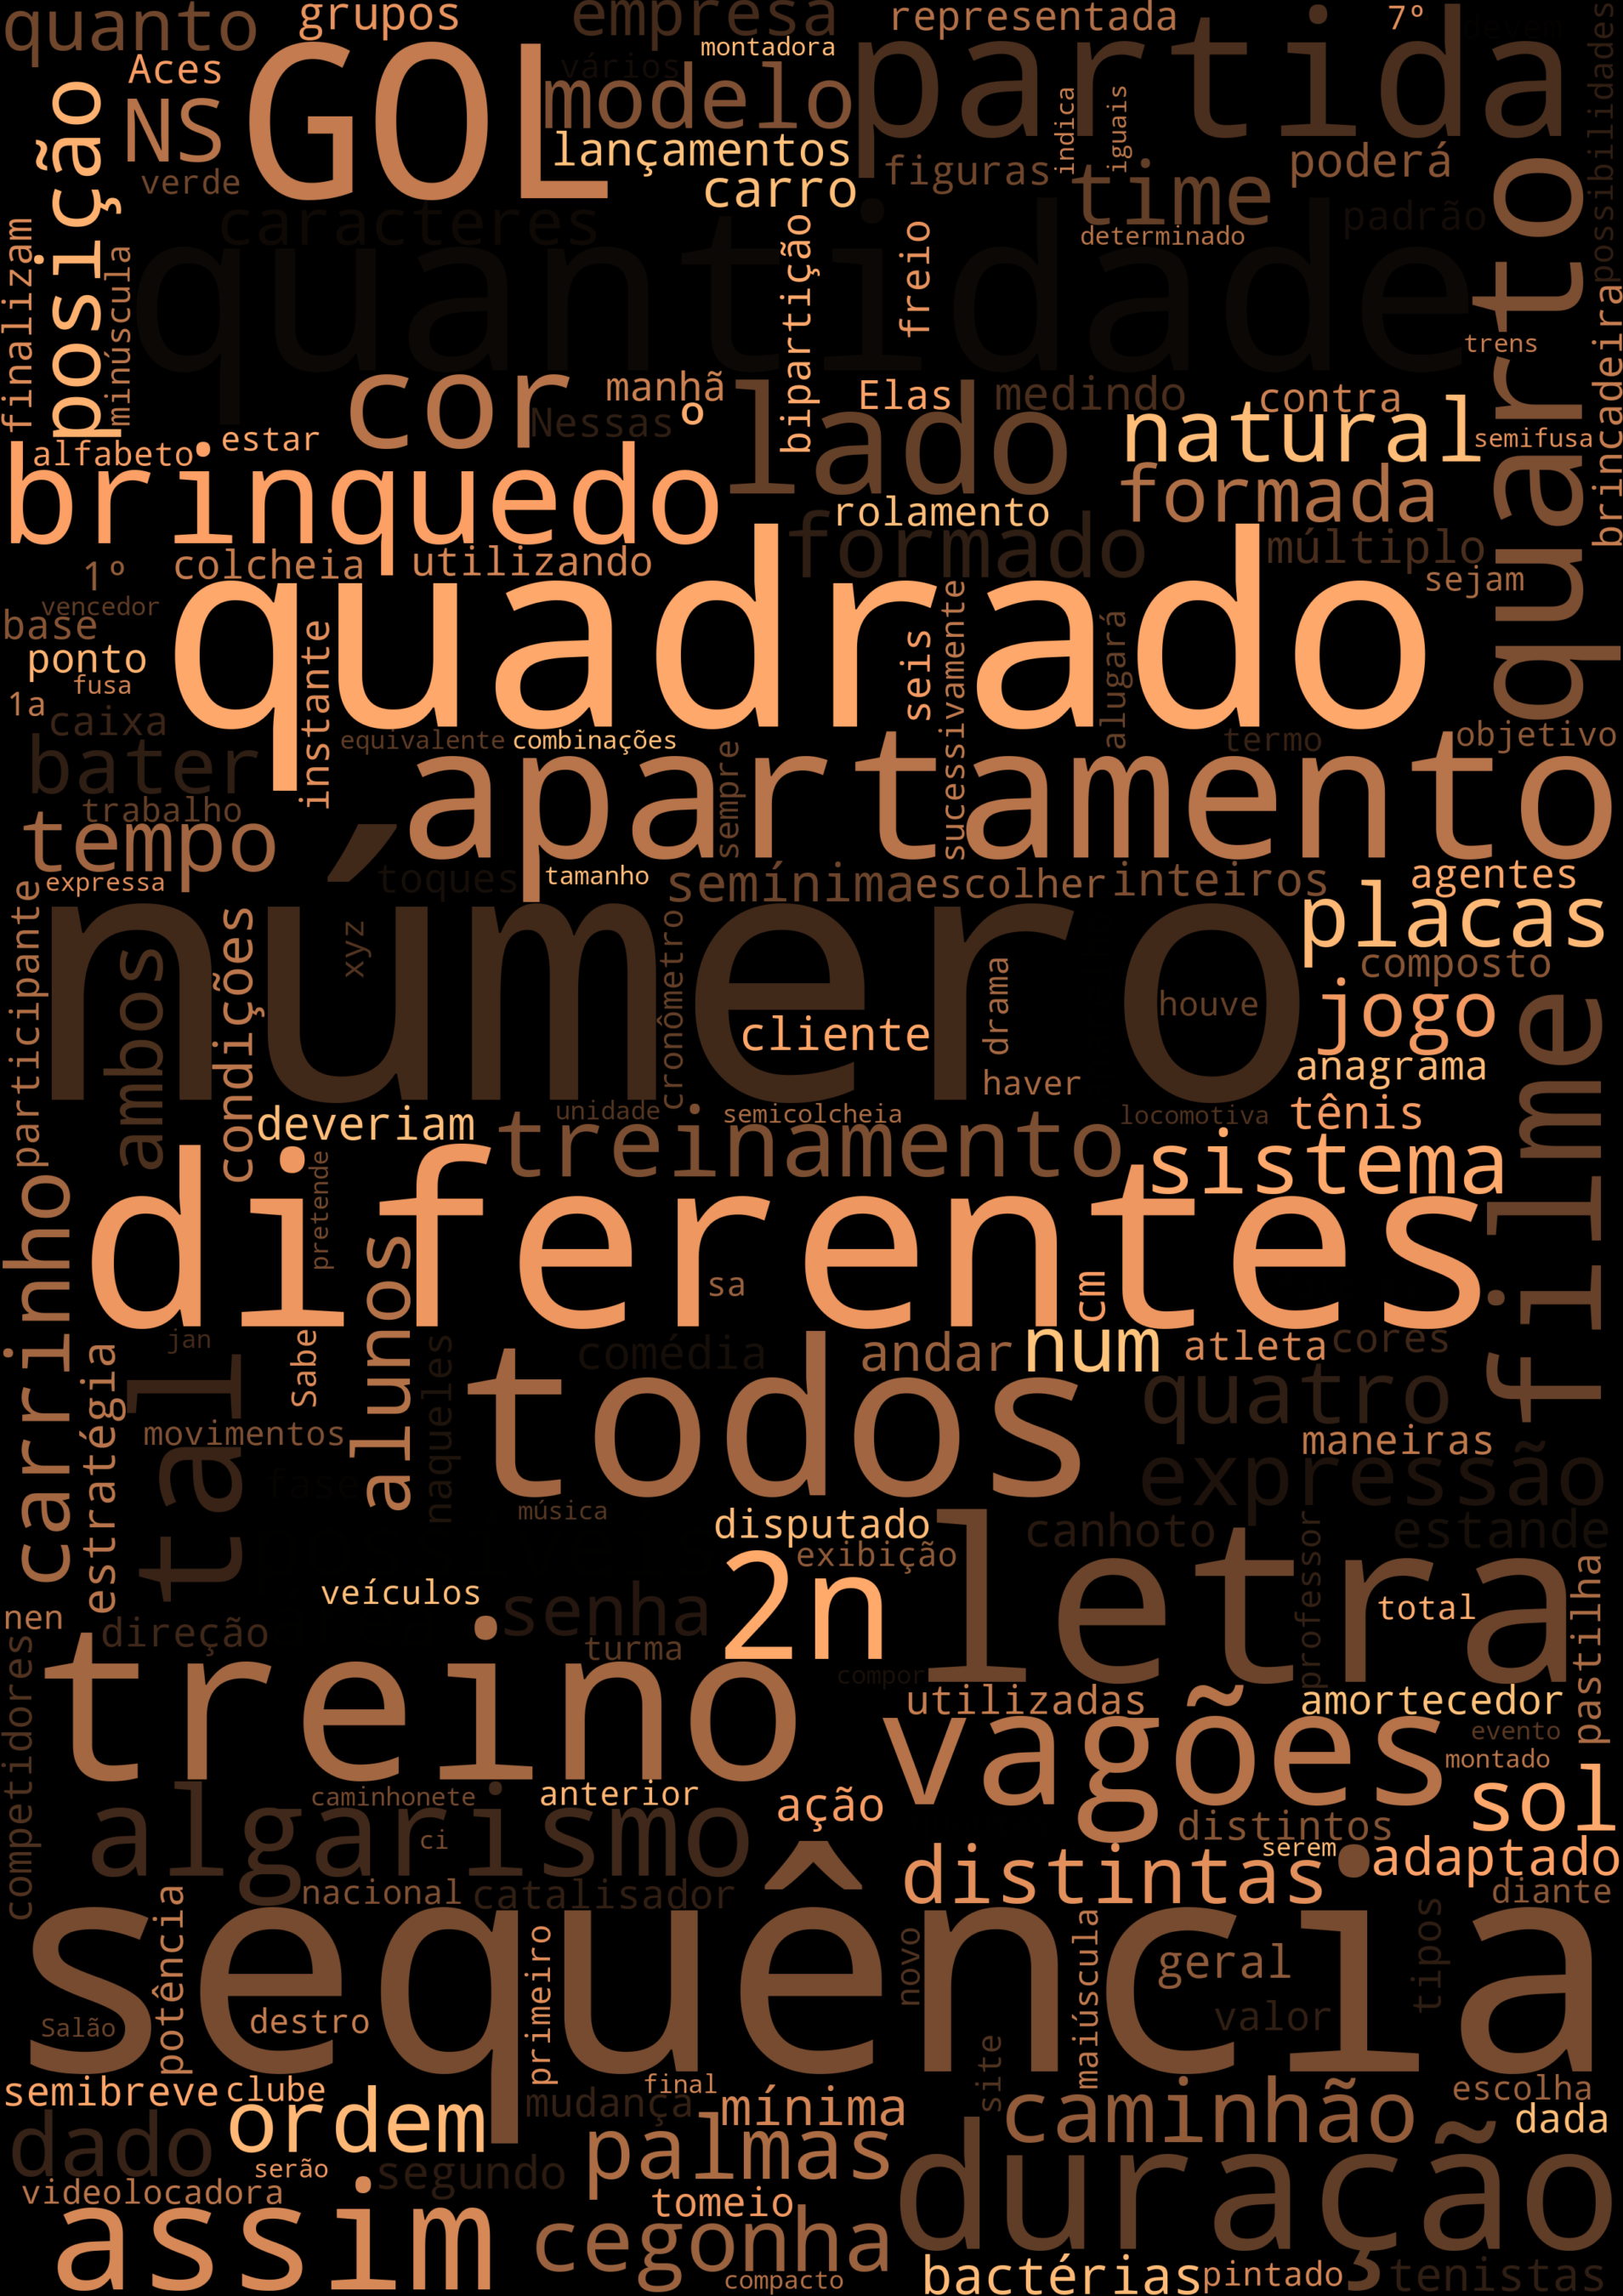 quanto
grupos
empresa
representada
7º
devem
possibilidades
Aces
GOL
montadora
vários
modelo
partida
posição
NS
verde
lançamentos
carro
figuras
indica
iguais
time
poderá
quarto
finalizam
minúscula
caracteres
quantidade
bipartição
freio
determinado
padrão
trens
brincadeira
cor
manhã
Nessas
º
lado
Elas
medindo
natural
contra
semifusa
alfabeto
estar
brinquedo
rolamento
formada
formado
múltiplo
1º
colcheia
utilizando
sejam
vencedor
base
quadrado
ponto
fusa
instante
seis
sucessivamente
alugará
1a
caixa
equivalente
combinações
termo
objetivo
bater
apartamento
sempre
trabalho
tempo
expressa
toques
tamanho
semínima
escolher
inteiros
agentes
participante
número
placas
ambos
condições
xyz
cronômetro
composto
cliente
drama
houve
jogo
filme
haver
anagrama
deveriam
unidade
semicolcheia
locomotiva
tênis
treinamento
sistema
carrinho
pretende
diferentes
alunos
sa
cm
jan
Sabe
naqueles
comédia
andar
num
atleta
cores
estratégia
tal
todos
quatro
movimentos
maneiras
fase
expressão
música
disputado
canhoto
estande
exibição
letra
professor
pastilha
veículos
2n
total
nen
direção
senha
turma
competidores
treino
compor
utilizadas
amortecedor
vagões
evento
montado
algarismo
caminhonete
anterior
ação
sol
ci
distintos
distintas
serem
adaptado
nacional
catalisador
diante
sequência
potência
primeiro
novo
maiúscula
geral
tipos
Salão
destro
valor
site
semibreve
clube
final
mudança
mínima
caminhão
escolha
dado
ordem
palmas
dada
serão
segundo
duração
videolocadora
tomeio
assim
cegonha
compacto
bactérias
pintado
tenistas